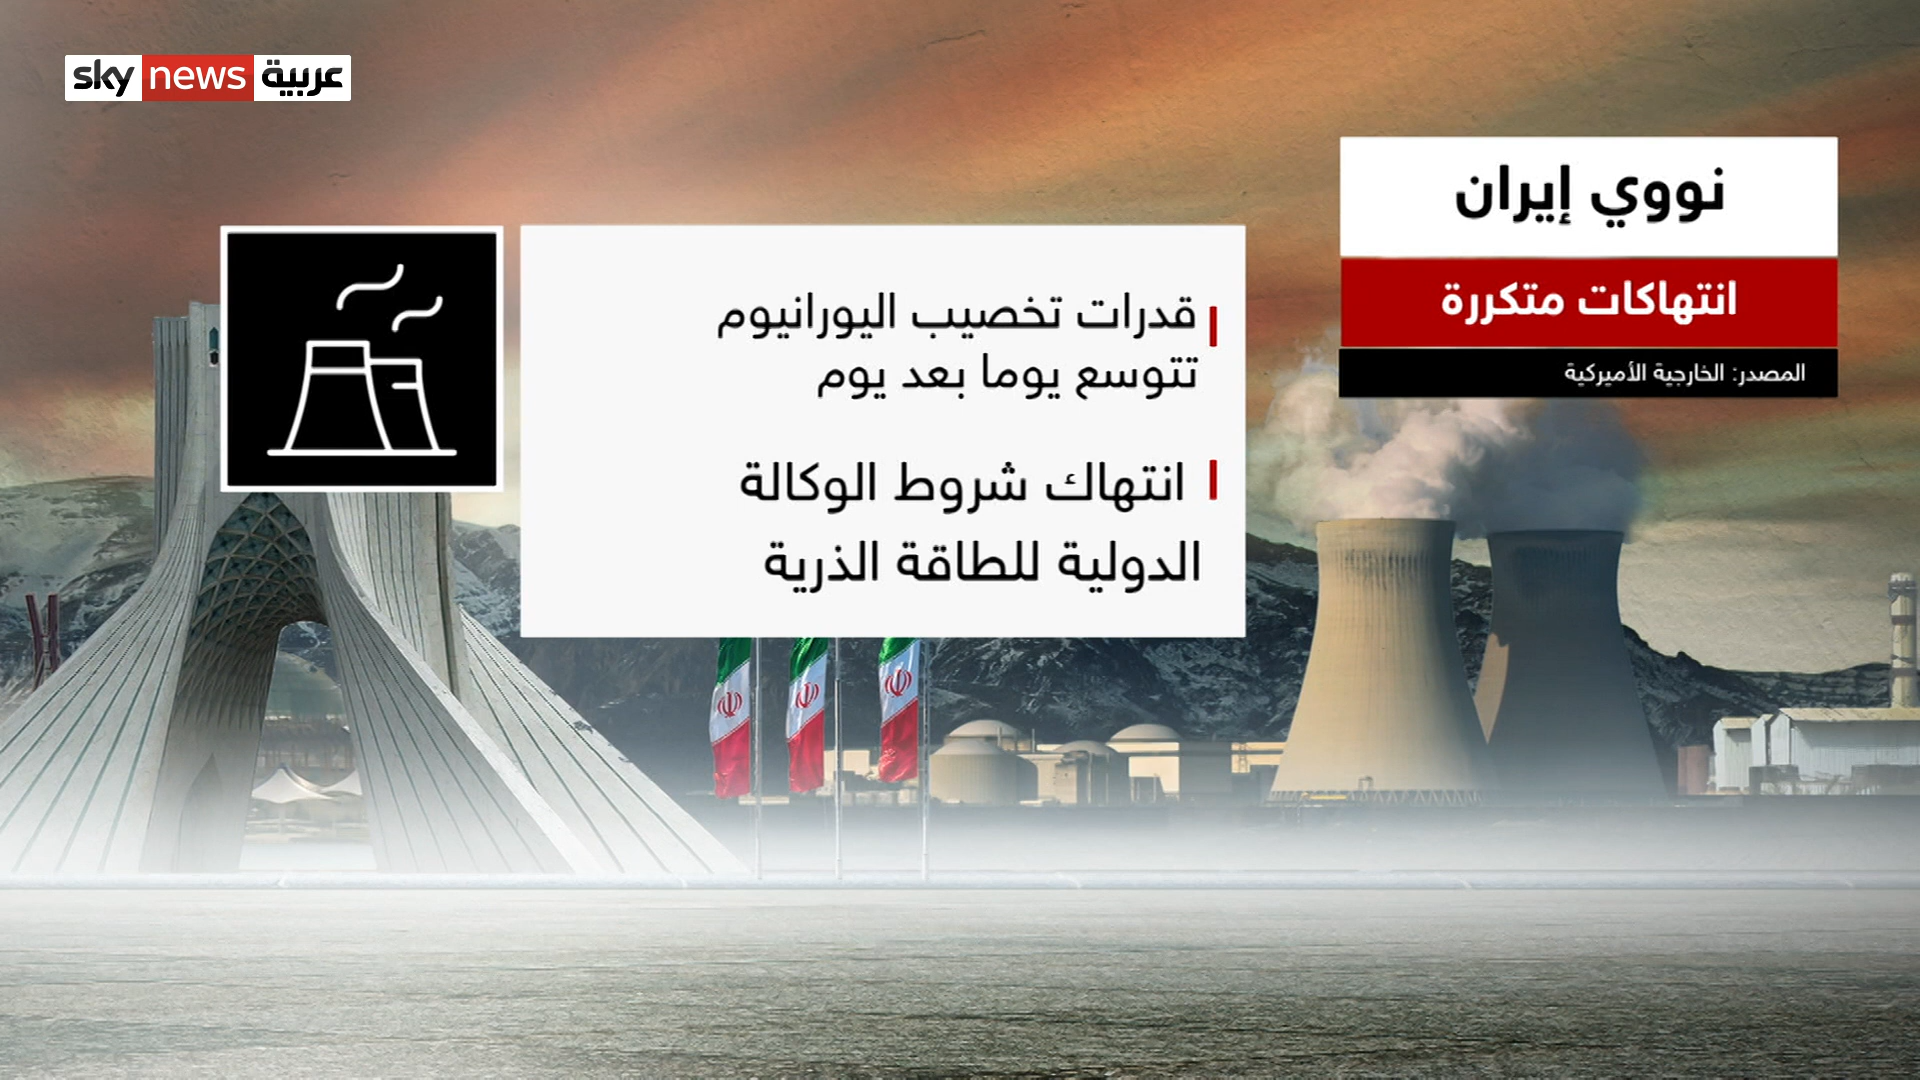 sky news عربية
نووي إيران
انتهاكات متكررة
المصدر: الخارجية الأميركية
قدرات تخصيب اليورانيوم
تتوسع يوما بعد يوم
انتهاك شروط الوكالة
الدولية للطاقة الذرية